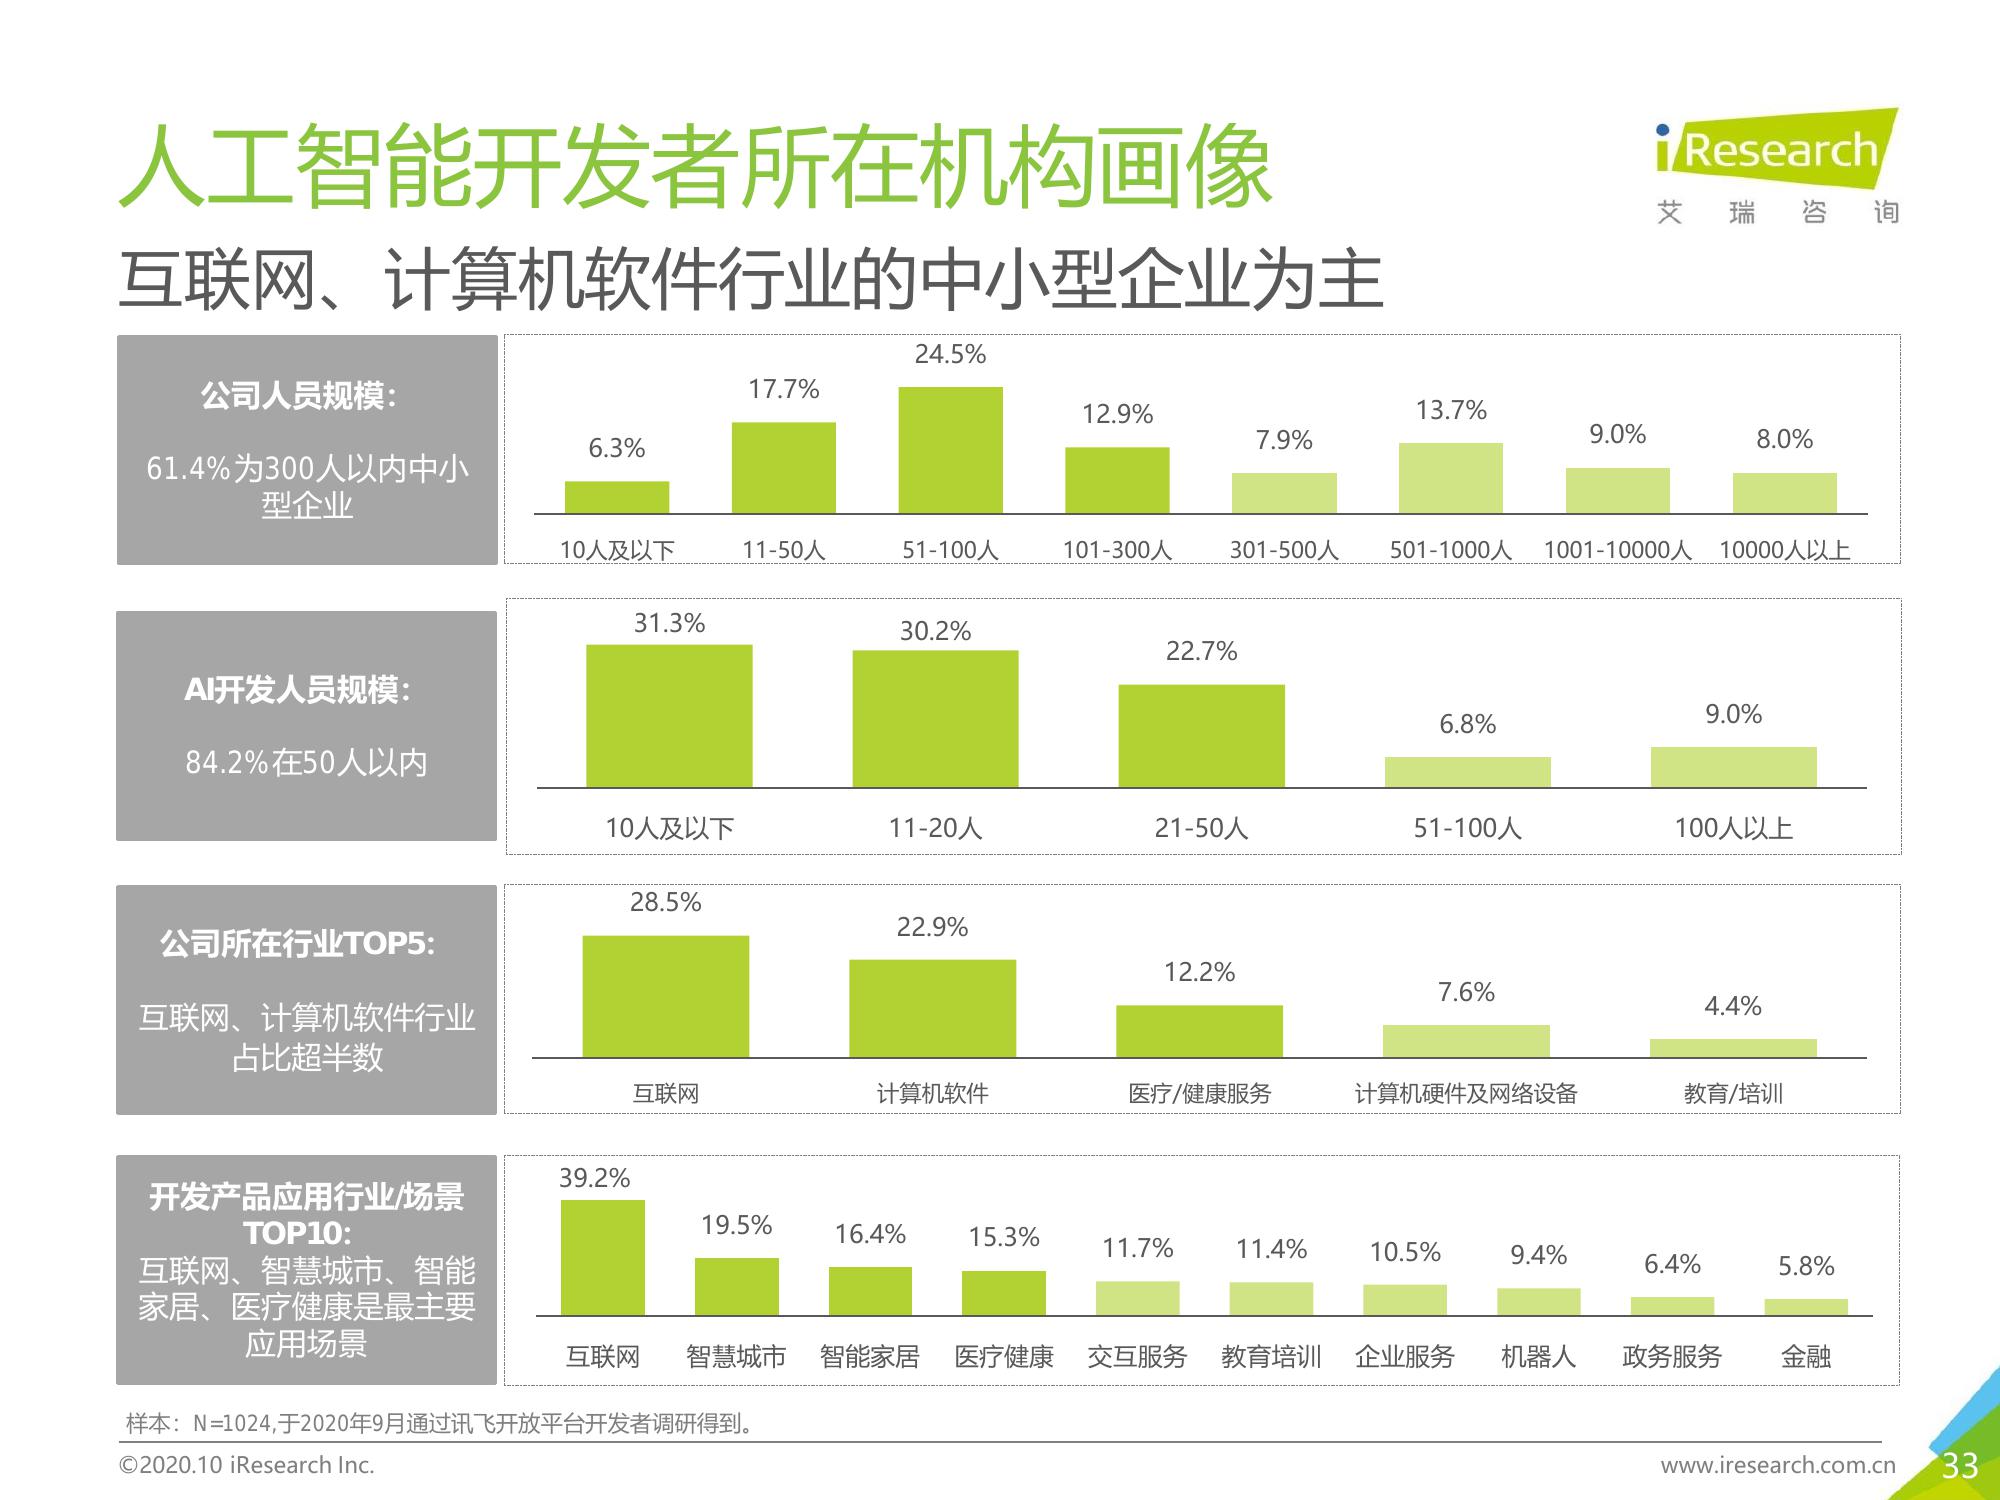 人工智能开发者所在机构画像
iResearch
艾瑞咨询
互联网、计算机软件行业的中小型企业为主
公司人员规模：
61.4%为300人以内中小
型企业
6.3% 17.7% 24.5% 12.9% 7.9% 13.7% 9.0% 8.0%
10人及以下 11-50人 51-100人 101-300人 301-500人 501-1000人 1001-10000人 10000人以上
AI开发人员规模：
84.2%在50人以内
31.3% 30.2% 22.7% 6.8% 9.0%
10人及以下 11-20人 21-50人 51-100人 100人以上
公司所在行业TOP5：
互联网、计算机软件行业
占比超半数
28.5% 22.9% 12.2% 7.6% 4.4%
互联网 计算机软件 医疗/健康服务 计算机硬件及网络设备 教育/培训
开发产品应用行业/场景
TOP10：
互联网、智慧城市、智能
家居、医疗健康是最主要
应用场景
39.2% 19.5% 16.4% 15.3% 11.7% 11.4% 10.5% 9.4% 6.4% 5.8%
互联网 智慧城市 智能家居 医疗健康 交互服务 教育培训 企业服务 机器人 政务服务 金融
样本：N=1024,于2020年9月通过讯飞开放平台开发者调研得到。
©2020.10 iResearch Inc.
www.iresearch.com.cn
33